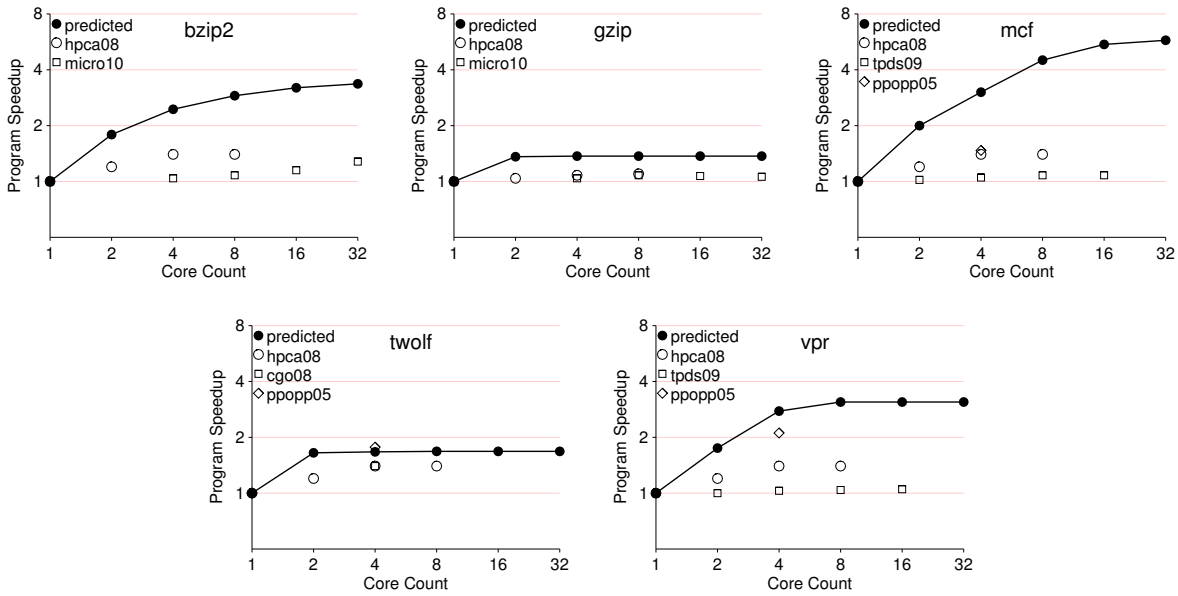 bzip2
predicted
hpca08
micro10
Program Speedup
8
4
2
1
1 2 4 8 16 32
Core Count
gzip
predicted
hpca08
micro10
Program Speedup
8
4
2
1
1 2 4 8 16 32
Core Count
mcf
predicted
hpca08
tpds09
ppopp05
Program Speedup
8
4
2
1
1 2 4 8 16 32
Core Count
twolf
predicted
hpca08
cgo08
ppopp05
Program Speedup
8
4
2
1
1 2 4 8 16 32
Core Count
vpr
predicted
hpca08
tpds09
ppopp05
Program Speedup
8
4
2
1
1 2 4 8 16 32
Core Count